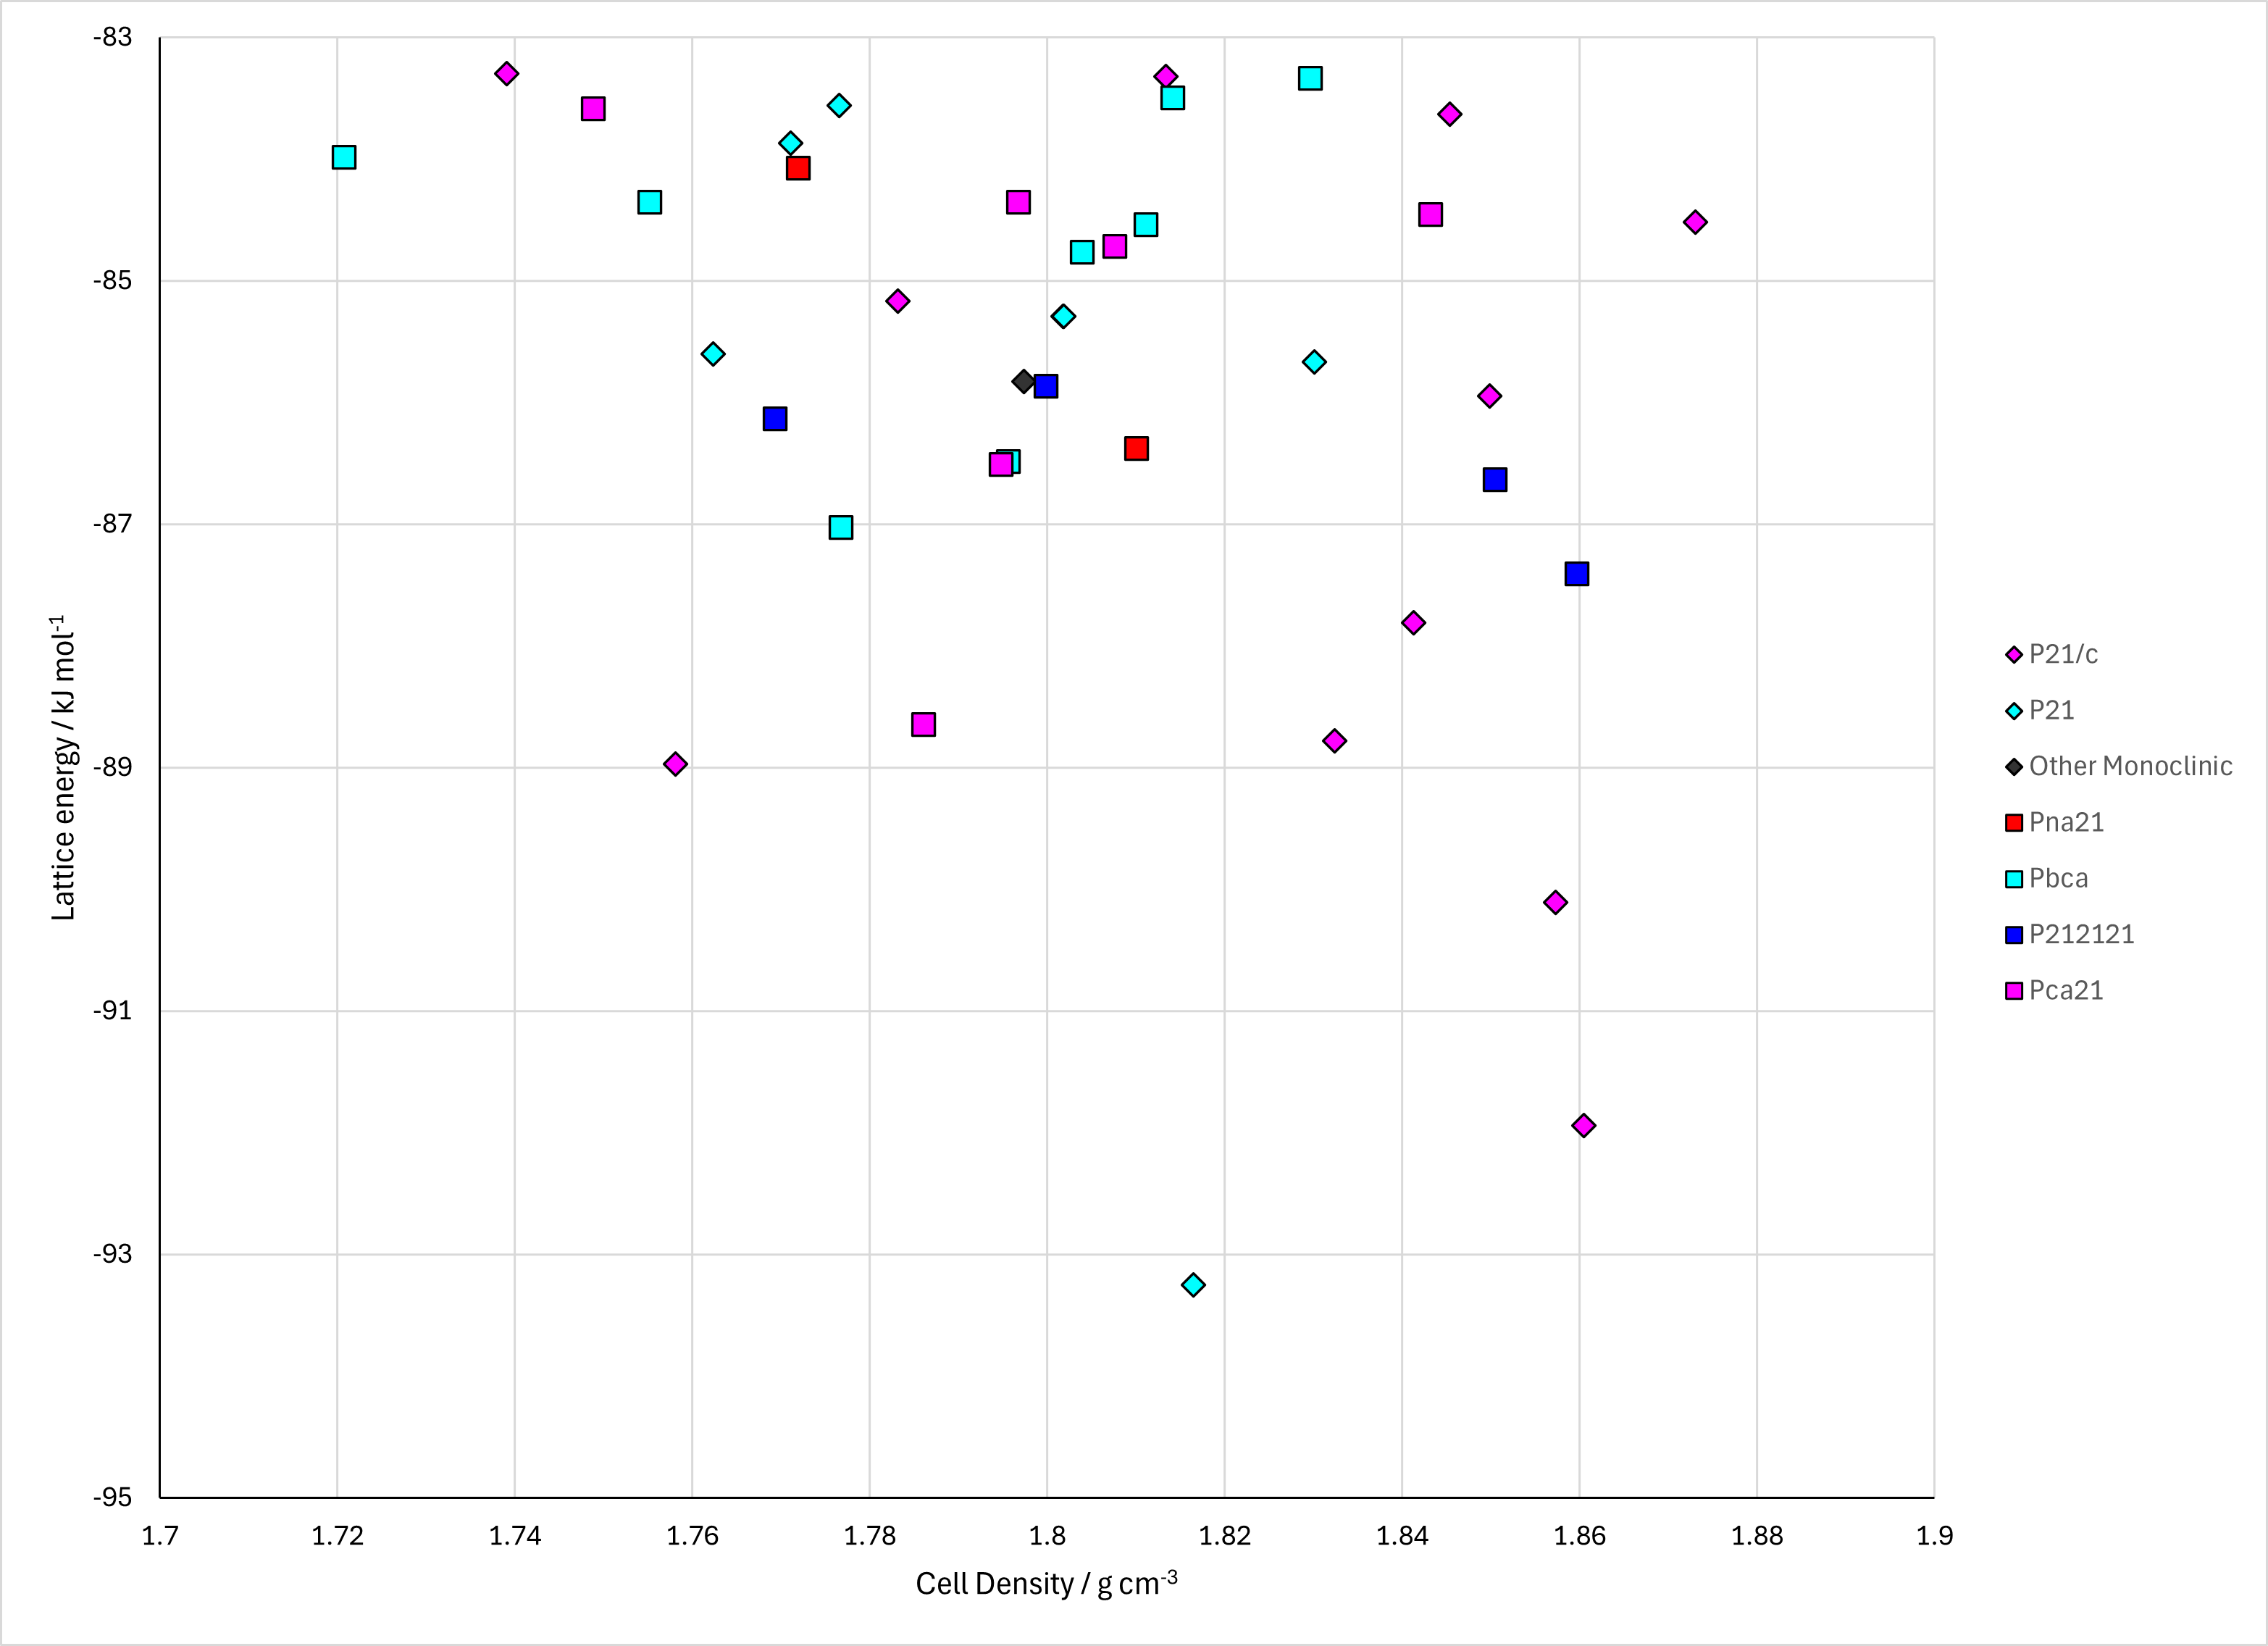 -83
-85
-87
-89
-91
-93
-95
Lattice energy / kJ mol-1
1.7 1.72 1.74 1.76 1.78 1.8 1.82 1.84 1.86 1.88 1.9
Cell Density / g cm-3
P21/c
P21
Other Monoclinic
Pna21
Pbca
P212121
Pca21